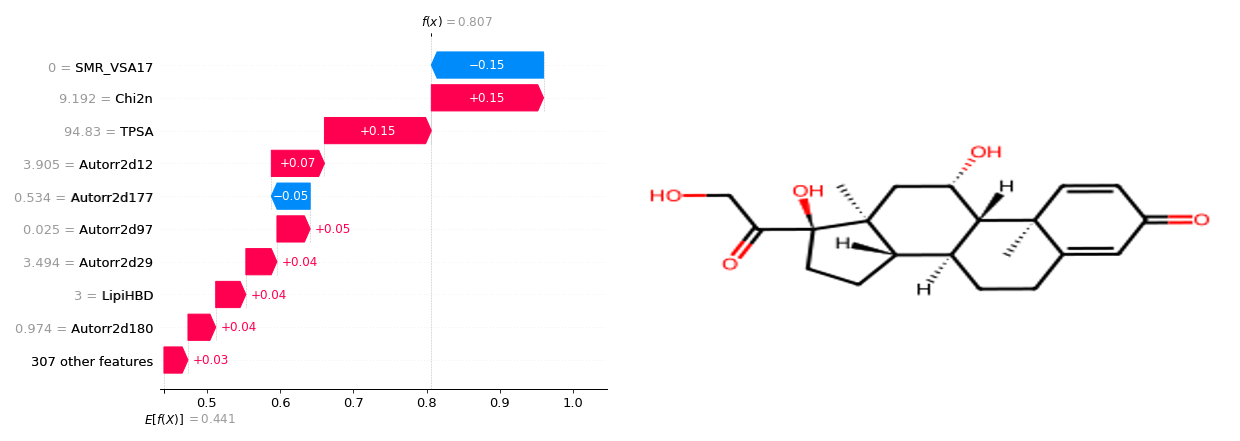 f(x) = 0.807
0 = SMR_VSA17
−0.15
9.192 = Chi2n
+0.15
94.83 = TPSA
+0.15
3.905 = Autorr2d12
+0.07
0.534 = Autorr2d177
−0.05
0.025 = Autorr2d97
+0.05
3.494 = Autorr2d29
+0.04
3 = LipiHBD
+0.04
0.974 = Autorr2d180
+0.04
307 other features
+0.03
0.5 0.6 0.7 0.8 0.9 1.0
E[f(X)] = 0.441
OH
HO
OH
H
H
O
H
O